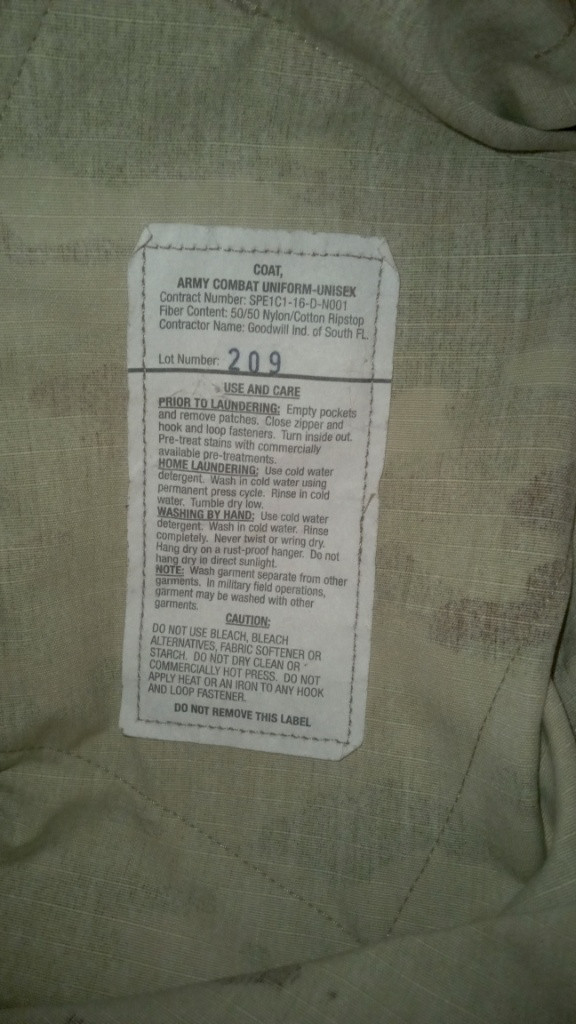 COAT,
ARMY COMBAT UNIFORM-UNISEX
Contract Number: SPE1C1-16-D-N001
Fiber Content: 50/50 Nylon/Cotton Ripstop
Contractor Name: Goodwill Ind. of South FL.
Lot Number: 209
USE AND CARE
PRIOR TO LAUNDERING: Empty pockets
and remove patches. Close zipper and
hook and loop fasteners. Turn inside out.
Pre-treat stains with commercially
available pre-treatments.
HOME LAUNDERING: Use cold water
detergent. Wash in cold water using
permanent press cycle. Rinse in cold
water. Tumble dry low.
WASHING BY HAND: Use cold water
detergent. Wash in cold water. Rinse
completely. Never twist or wring dry.
Hang dry on a rust-proof hanger. Do not
hang dry in direct sunlight.
NOTE: Wash garment separate from other
garments. In military field operations,
garment may be washed with other
garments.
CAUTION:
DO NOT USE BLEACH, BLEACH
ALTERNATIVES, FABRIC SOFTENER OR
STARCH. DO NOT DRY CLEAN OR
COMMERCIALLY HOT PRESS. DO NOT
APPLY HEAT OR AN IRON TO ANY HOOK
AND LOOP FASTENER.
DO NOT REMOVE THIS LABEL